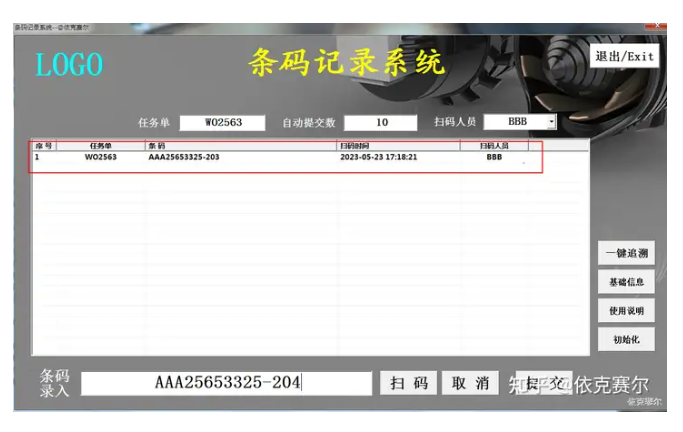 条码记录系统--@依克赛尔
LOGO
条码记录系统
退出/Exit
任务单 W02563 自动提交数 10 扫码人员 BBB
序号 任务单 条码 扫码时间 扫码人员
1 WO2563 AAA25653325-203 2023-05-23 17:18:21 BBB
一键追溯
基础信息
使用说明
初始化
条码录入 AAA25653325-204 扫码 取消 提交
知乎 @依克赛尔
依克赛尔